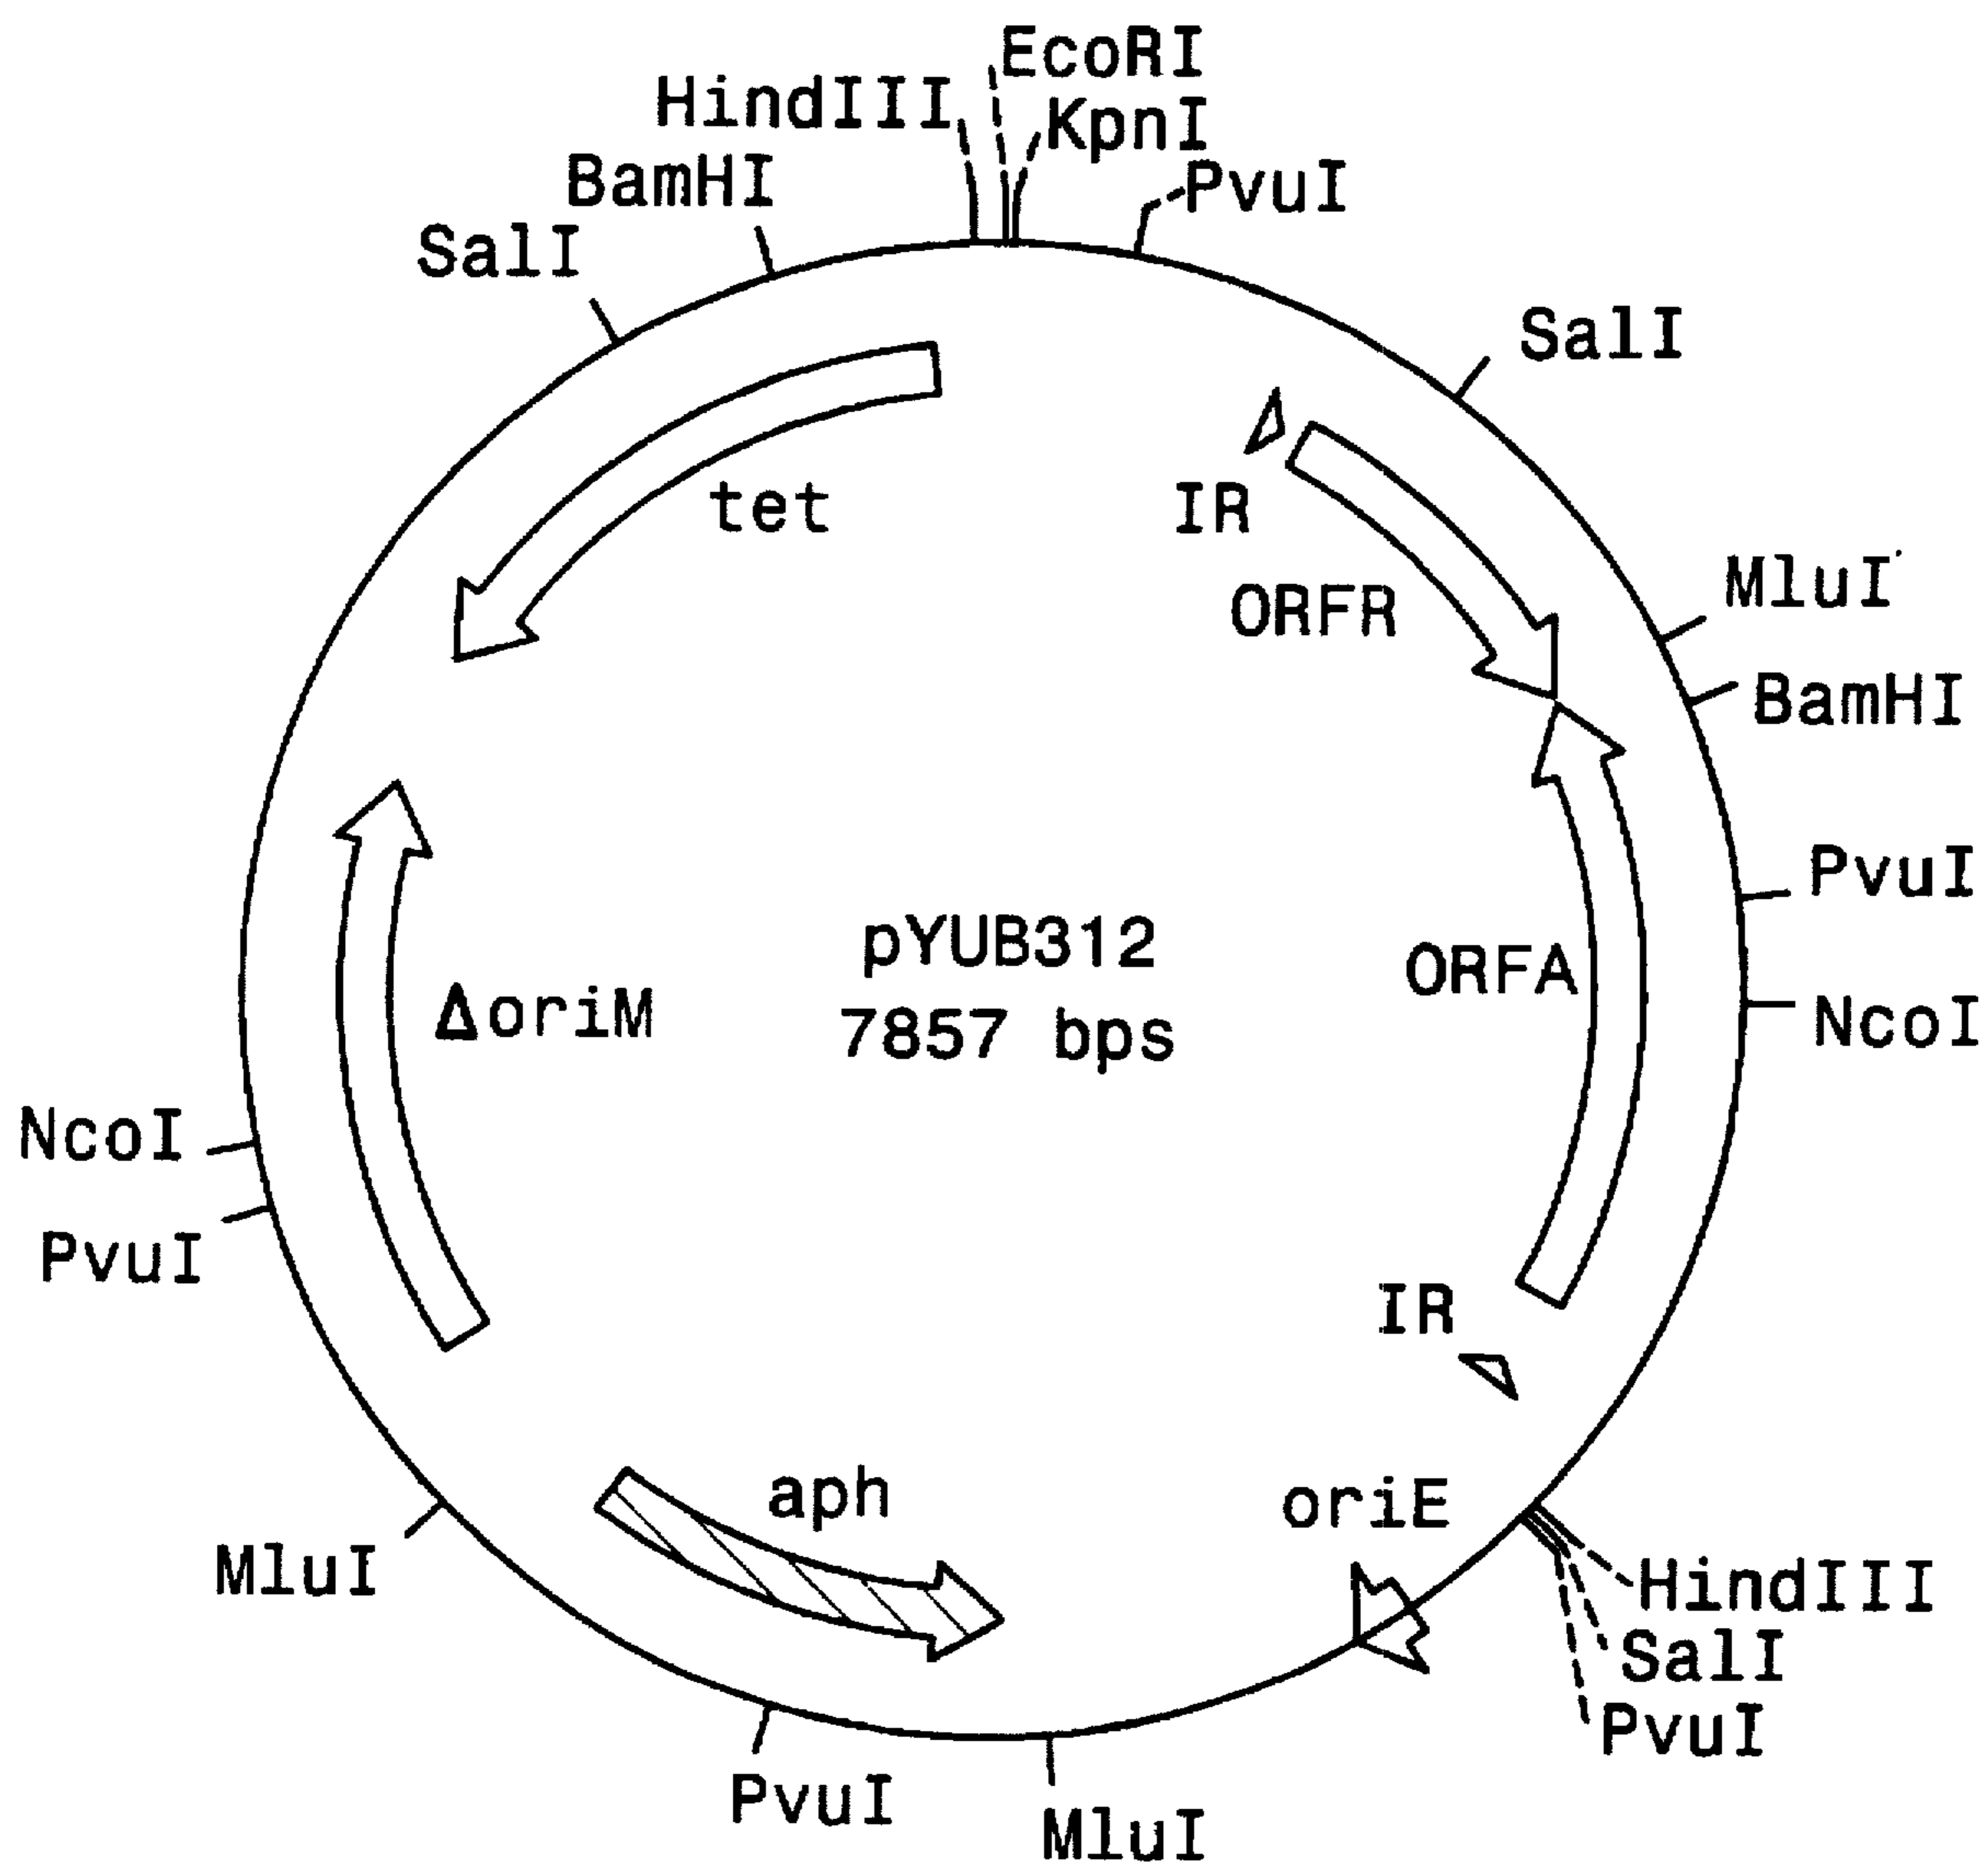 EcoRI
HindIII
KpnI
BamHI
PvuI
SalI
SalI
tet
IR
ORFR
MluI
BamHI
PvuI
pYUB312
ORFA
7857 bps
ΔoriM
NcoI
NcoI
PvuI
IR
aph
oriE
MluI
HindIII
SalI
PvuI
PvuI
MluI